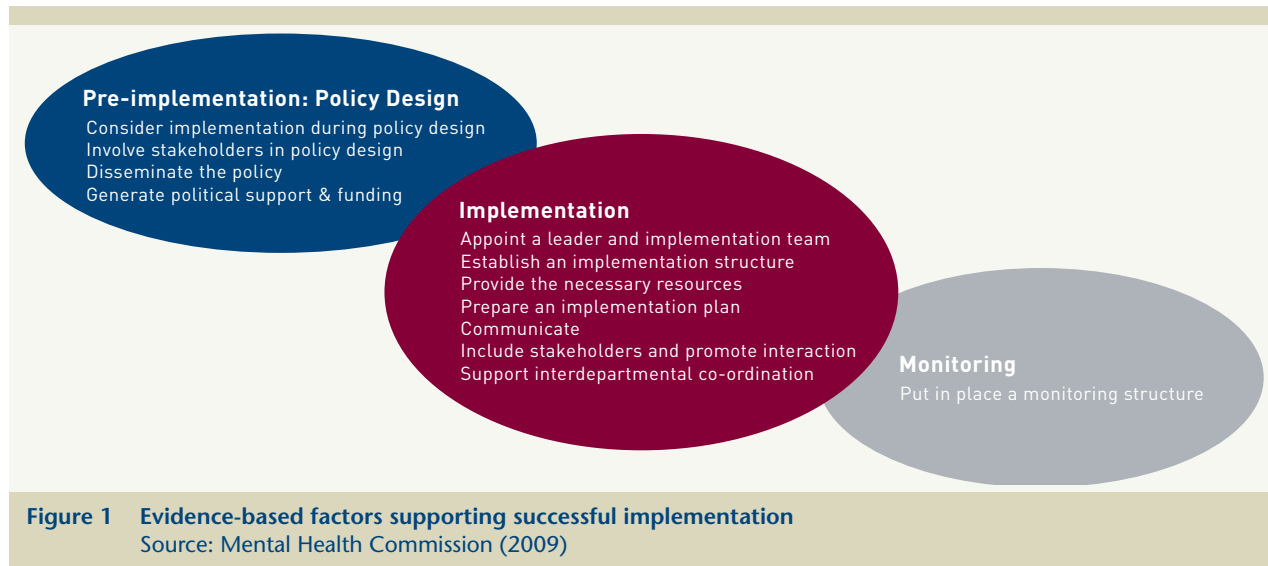 Pre-implementation: Policy Design
Consider implementation during policy design
Involve stakeholders in policy design
Disseminate the policy
Generate political support & funding
Implementation
Appoint a leader and implementation team
Establish an implementation structure
Provide the necessary resources
Prepare an implementation plan
Communicate
Include stakeholders and promote interaction
Support interdepartmental co-ordination
Monitoring
Put in place a monitoring structure
Figure 1 Evidence-based factors supporting successful implementation
Source: Mental Health Commission (2009)